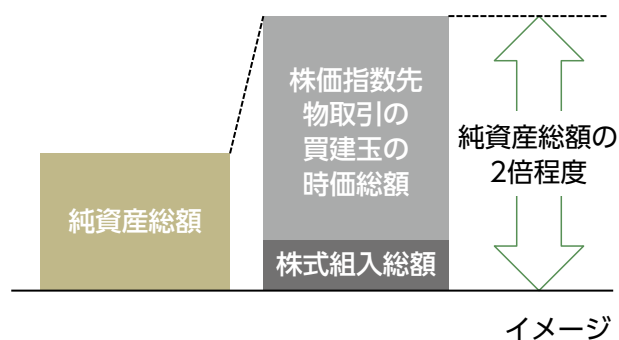 純資産総額
株価指数先
物取引の
買建玉の
時価総額
株式組入総額
純資産総額の
2倍程度
イメージ